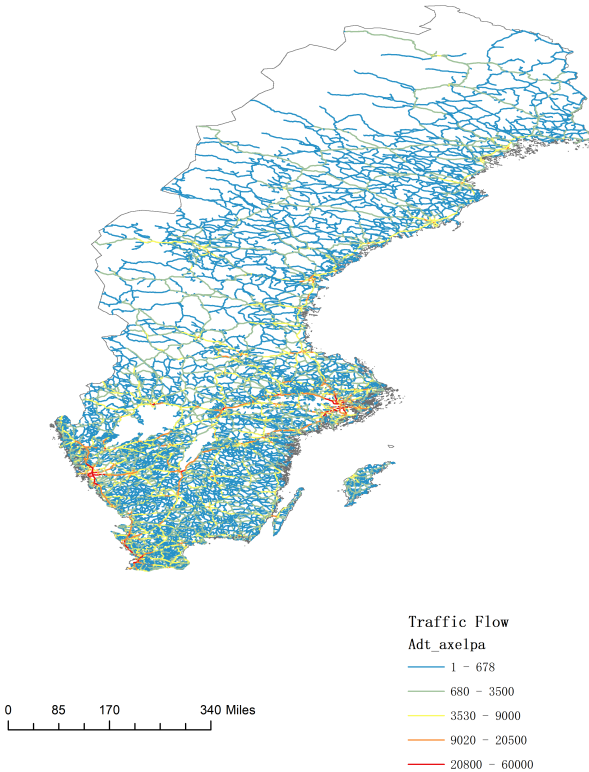 Traffic Flow
Adt_axelpa
1 - 678
680 - 3500
3530 - 9000
9020 - 20500
20800 - 60000
0 85 170 340 Miles